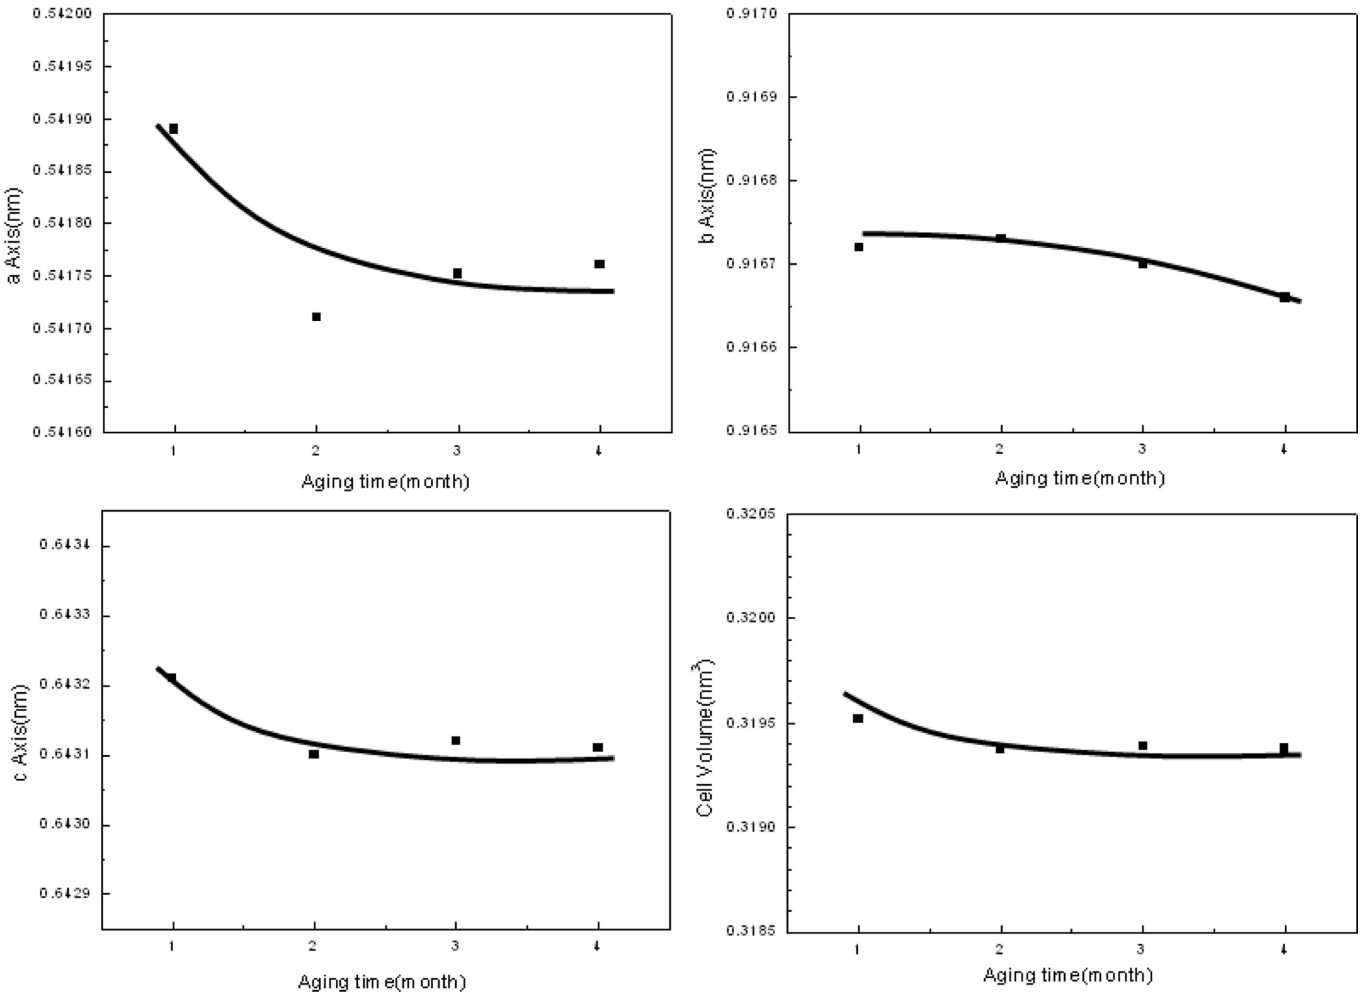 0.54200
0.54195
0.54190
0.54185
0.54180
0.54175
0.54170
0.54165
0.54160
a Axis(nm)
1 2 3 4
Aging time(month)
0.9170
0.9169
0.9168
0.9167
0.9166
0.9165
b Axis(nm)
1 2 3 4
Aging time(month)
0.6434
0.6433
0.6432
0.6431
0.6430
0.6429
c Axis(nm)
1 2 3 4
Aging time(month)
0.3205
0.3200
0.3195
0.3190
0.3185
Cell Volume(nm³)
1 2 3 4
Aging time(month)